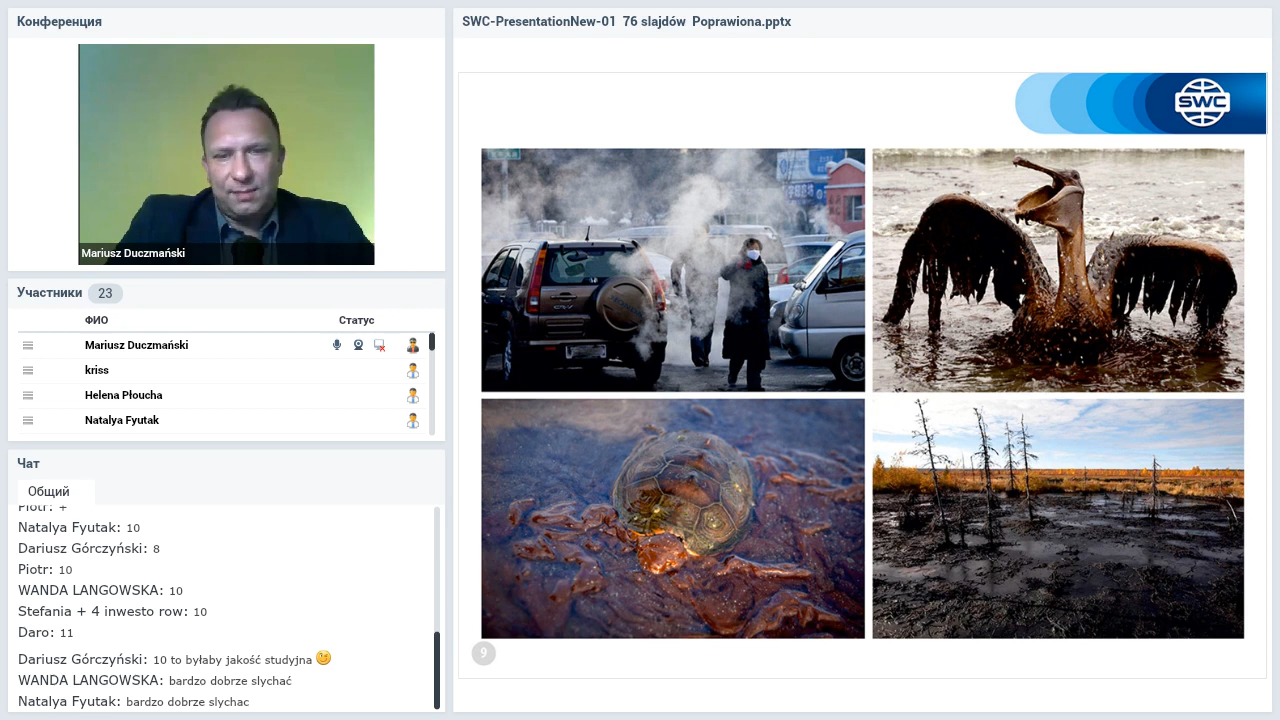 Конференция
Mariusz Duczmański
Участники 23
ФИО Статус
Mariusz Duczmański
kriss
Helena Płoucha
Natalya Fyutak
Чат
Общий
Piotr: +
Natalya Fyutak: 10
Dariusz Górczyński: 8
Piotr: 10
WANDA LANGOWSKA: 10
Stefania + 4 inwesto row: 10
Daro: 11
Dariusz Górczyński: 10 to byłaby jakość studyjna
WANDA LANGOWSKA: bardzo dobrze slychać
Natalya Fyutak: bardzo dobrze slychac
SWC-PresentationNew-01 76 slajdów Poprawiona.pptx
SWC
9